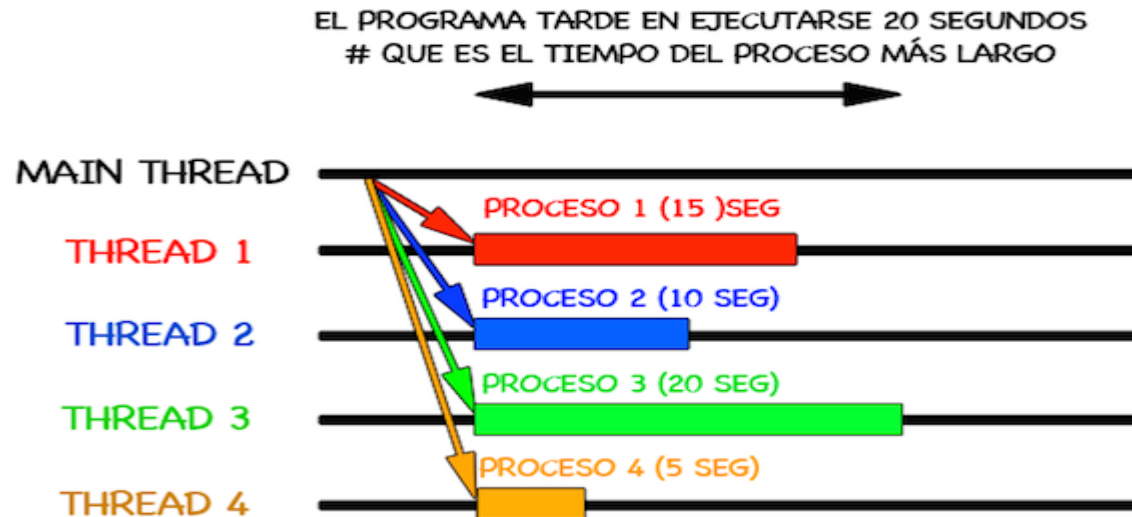 EL PROGRAMA TARDE EN EJECUTARSE 20 SEGUNDOS
# QUE ES EL TIEMPO DEL PROCESO MÁS LARGO
MAIN THREAD
PROCESO 1 (15 )SEG
THREAD 1
PROCESO 2 (10 SEG)
THREAD 2
PROCESO 3 (20 SEG)
THREAD 3
PROCESO 4 (5 SEG)
THREAD 4